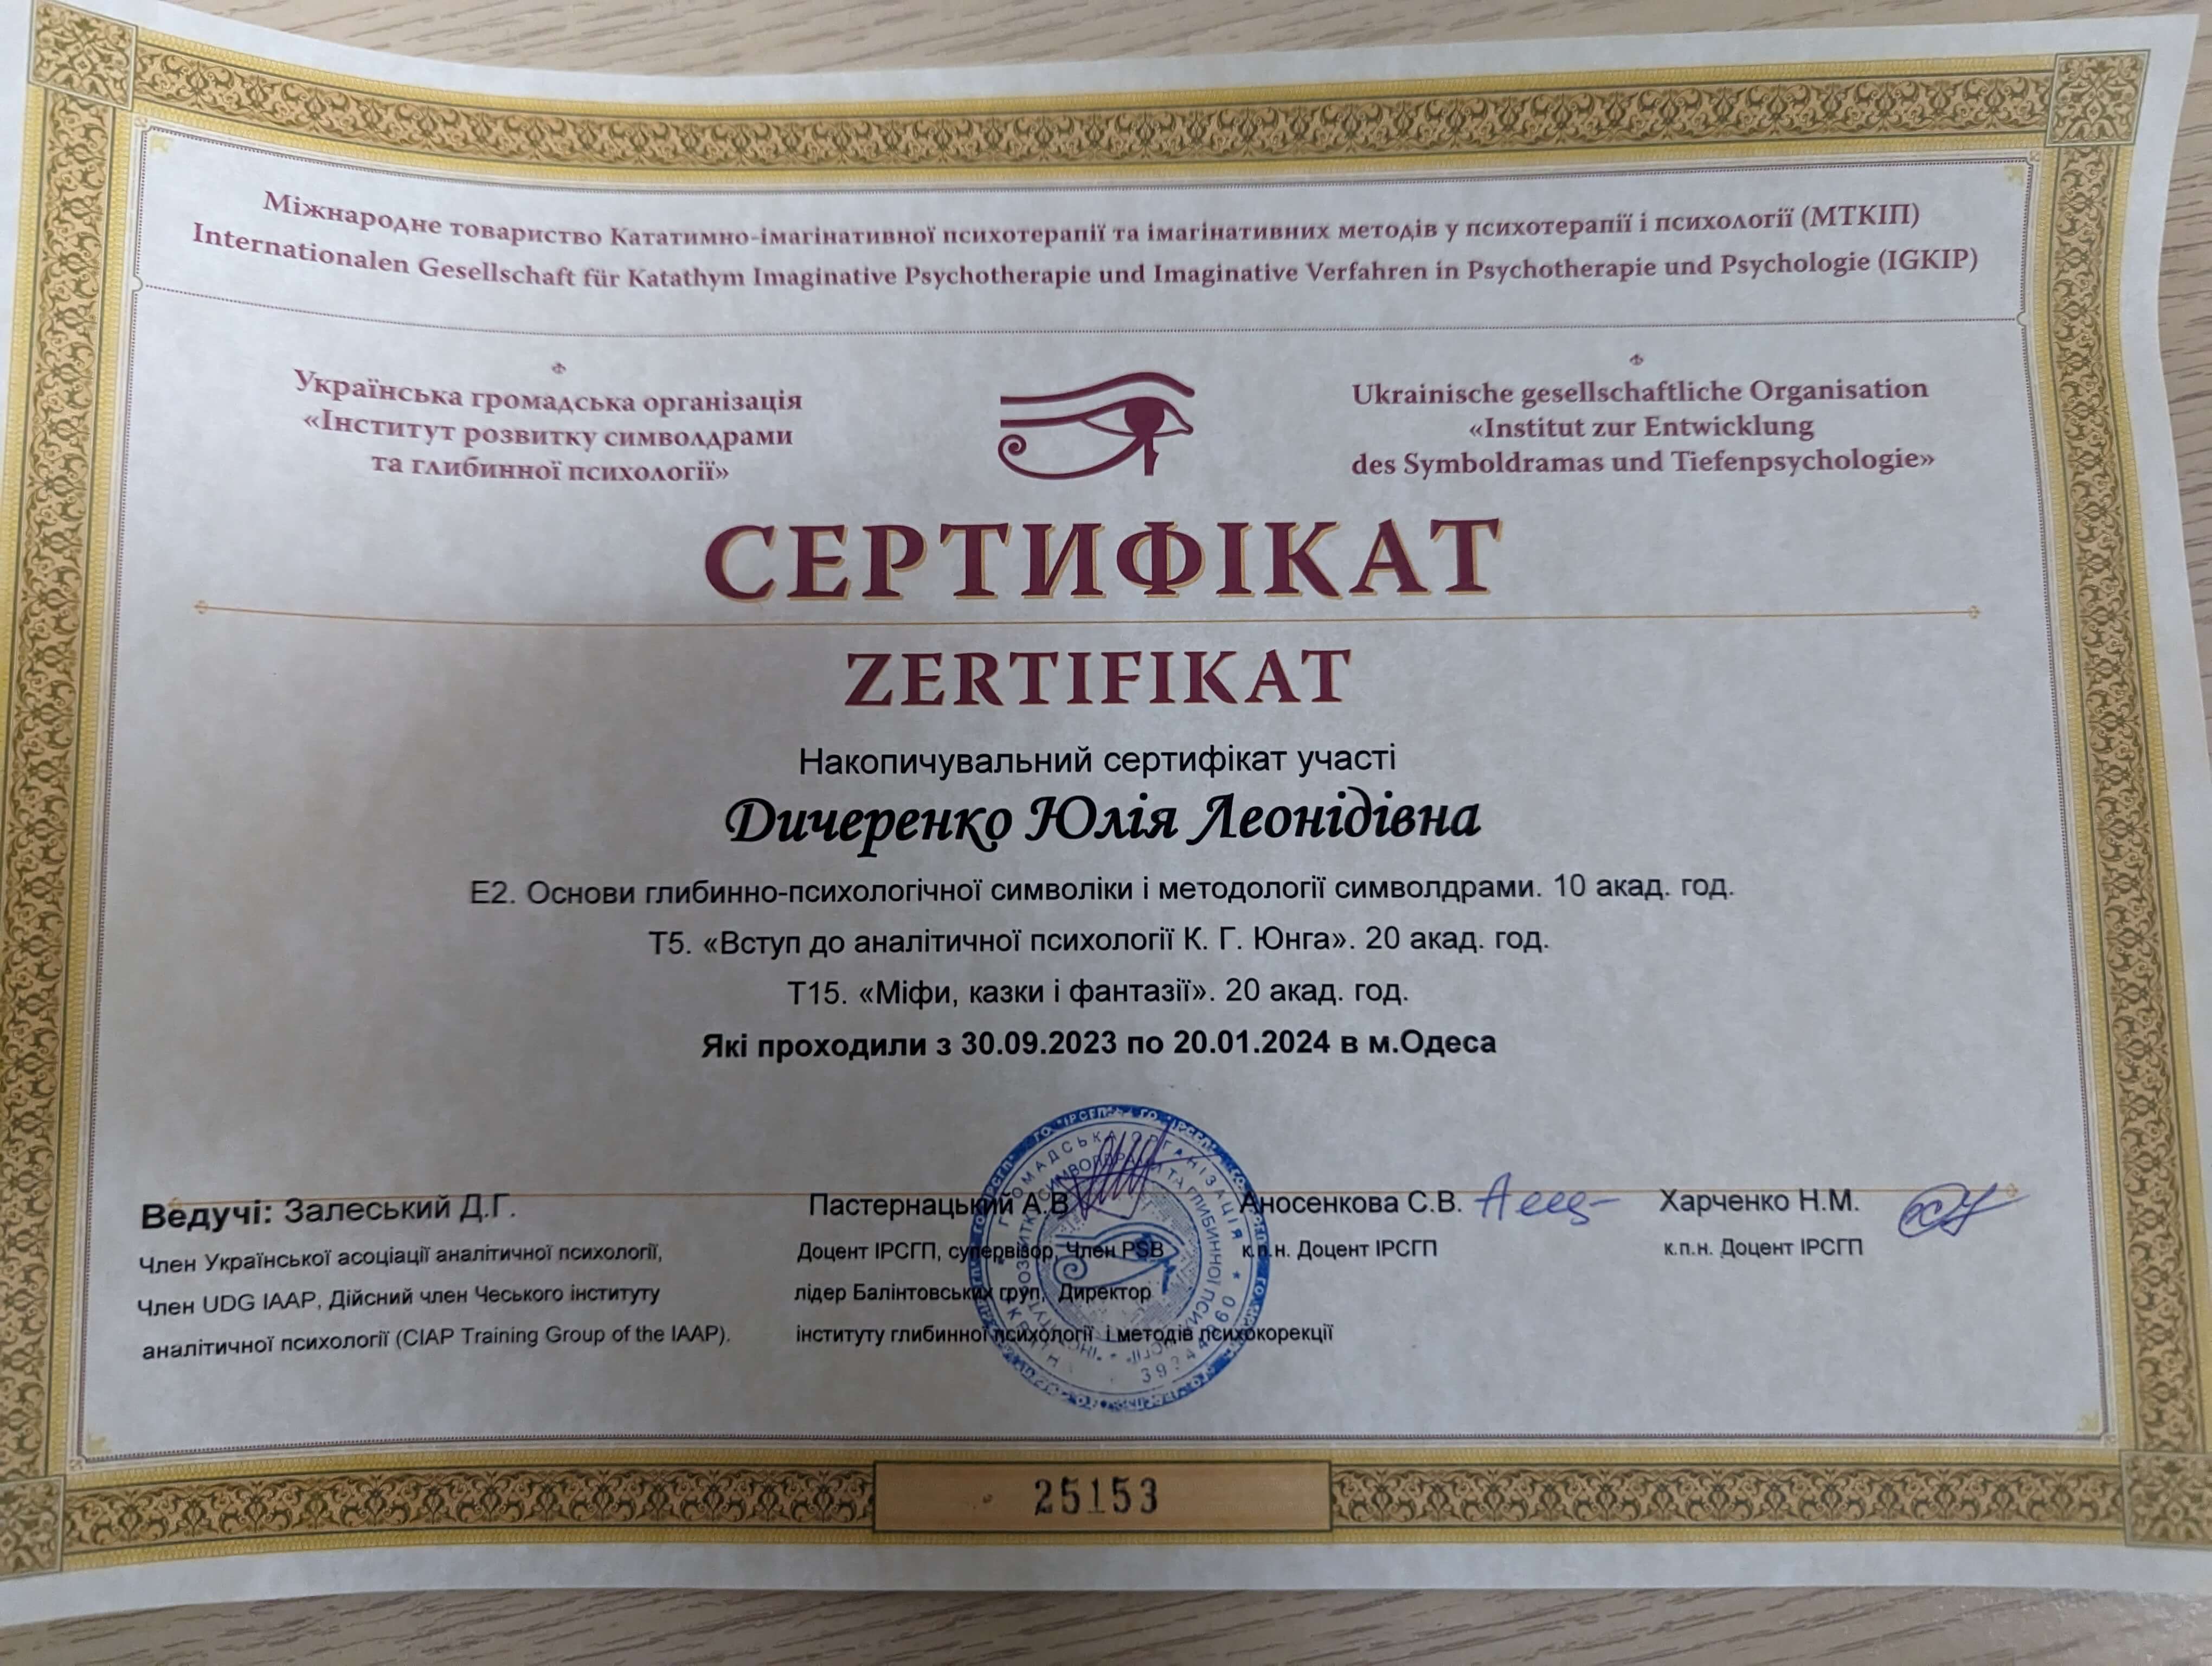 Міжнародне товариство Кататимно-імагінативної психотерапії та імагінативних методів у психотерапії і психології (МТКІП)
Internationalen Gesellschaft für Katathym Imaginative Psychotherapie und Imaginative Verfahren in Psychotherapie und Psychologie (IGKIP)
Українська громадська організація
«Інститут розвитку символдрами
та глибинної психології»
Ukrainische gesellschaftliche Organisation
«Institut zur Entwicklung
des Symboldramas und Tiefenpsychologie»
СЕРТИФІКАТ
ZERTIFIKAT
Накопичувальний сертифікат участі
Дичеренко Юлія Леонідівна
Е2. Основи глибинно-психологічної символіки і методології символдрами. 10 акад. год.
Т5. «Вступ до аналітичної психології К. Г. Юнга». 20 акад. год.
Т15. «Міфи, казки і фантазії». 20 акад. год.
Які проходили з 30.09.2023 по 20.01.2024 в м.Одеса
Ведучі: Залеський Д.Г.
Член Української асоціації аналітичної психології,
Член UDG IAAP, Дійсний член Чеського інституту
аналітичної психології (CIAP Training Group of the IAAP).
Пастернацький А.В
Доцент ІРСГП, супервізор, Член PSB
лідер Балінтовських груп, Директор
інституту глибинної психології і методів психокорекції
Аносенкова С.В.
к.п.н. Доцент ІРСГП
Харченко Н.М.
к.п.н. Доцент ІРСГП
ГРОМАДСЬКА ОРГАНІЗАЦІЯ
25153